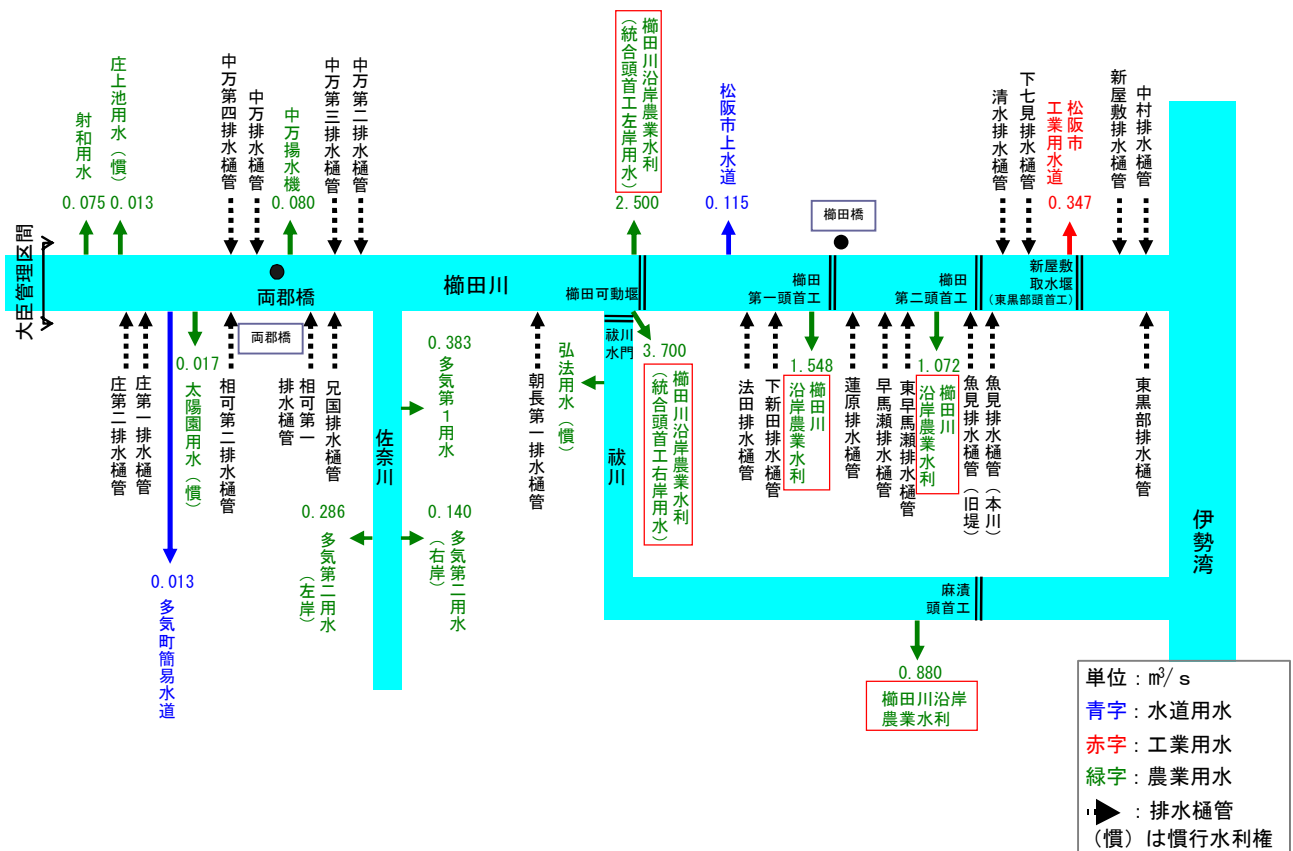 大臣管理区間
射和用水
0.075
庄上池用水（慣）
0.013
中万第四排水樋管
中万排水樋管
中万揚水機
0.080
中万第三排水樋管
中万第二排水樋管
櫛田川沿岸農業水利
（統合頭首工左岸用水）
2.500
松阪市上水道
0.115
櫛田橋
清水排水樋管
下七見排水樋管
松阪市
工業用水道
0.347
新屋敷排水樋管
中村排水樋管
両郡橋
櫛田川
櫛田可動堰
櫛田
第一頭首工
櫛田
第二頭首工
新屋敷
取水堰
（東黒部頭首工）
庄第二排水樋管
庄第一排水樋管
0.013
多気町簡易水道
0.017
太陽園用水（慣）
相可第二排水樋管
両郡橋
相可第一
排水樋管
兄国排水樋管
佐奈川
0.383
多気第1用水
0.286
多気第二用水
（左岸）
0.140
多気第二用水
（右岸）
朝長第一排水樋管
弘法用水（慣）
祓川
水門
祓川
3.700
櫛田川沿岸農業水利
（統合頭首工右岸用水）
法田排水樋管
下新田排水樋管
1.548
櫛田川
沿岸農業水利
蓮原排水樋管
早馬瀬排水樋管
東早馬瀬排水樋管
1.072
櫛田川
沿岸農業水利
魚見排水樋管（旧堤）
魚見排水樋管（本川）
東黒部排水樋管
伊勢湾
麻漬
頭首工
0.880
櫛田川沿岸
農業水利
単位：m³/s
青字：水道用水
赤字：工業用水
緑字：農業用水
：排水樋管
（慣）は慣行水利権